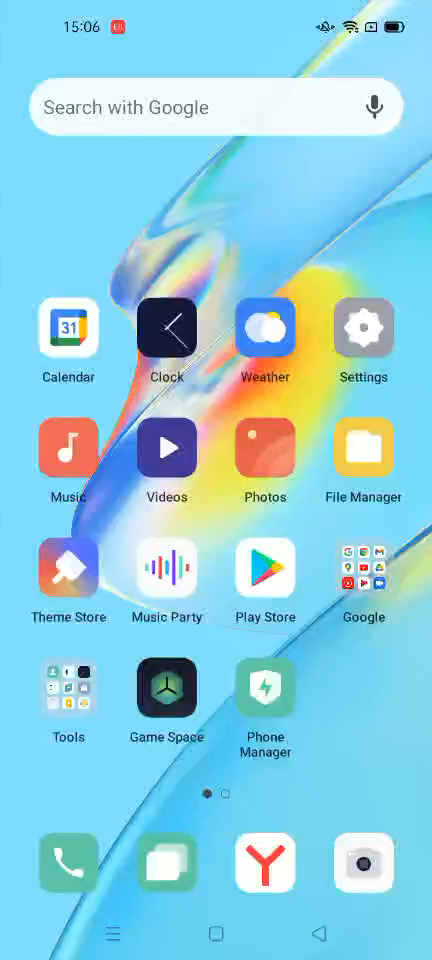 15:06
Search with Google
31
Calendar
Clock
Weather
Settings
Music
Videos
Photos
File Manager
Theme Store
Music Party
Play Store
Google
Tools
Game Space
Phone
Manager